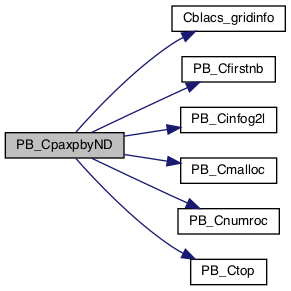 Cblacs_gridinfo
PB_Cfirstnb
PB_Cinfog2l
PB_CpaxpbyND
PB_Cmalloc
PB_Cnumroc
PB_Ctop